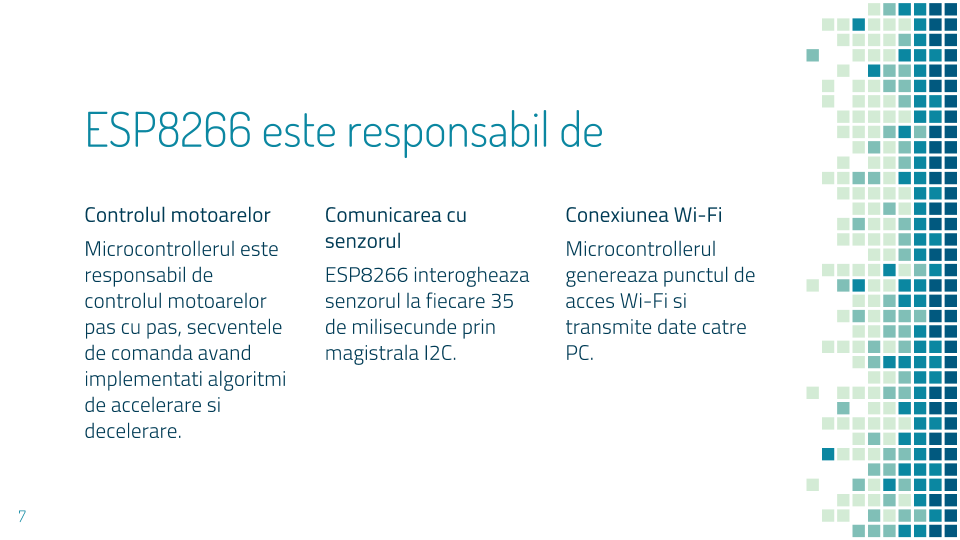 ESP8266 este responsabil de
Controlul motoarelor
Microcontrollerul este
responsabil de
controlul motoarelor
pas cu pas, secventele
de comanda avand
implementati algoritmi
de accelerare si
decelerare.
Comunicarea cu
senzorul
ESP8266 interogheaza
senzorul la fiecare 35
de milisecunde prin
magistrala I2C.
Conexiunea Wi-Fi
Microcontrollerul
genereaza punctul de
acces Wi-Fi si
transmite date catre
PC.
7